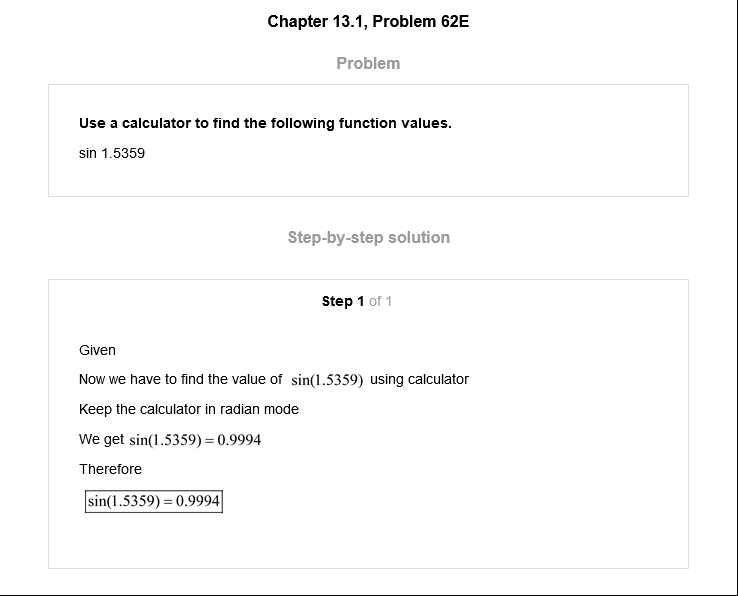 Chapter 13.1, Problem 62E
Problem
Use a calculator to find the following function values.
sin 1.5359
Step-by-step solution
Step 1 of 1
Given
Now we have to find the value of sin(1.5359) using calculator
Keep the calculator in radian mode
We get sin(1.5359) = 0.9994
Therefore
sin(1.5359) = 0.9994